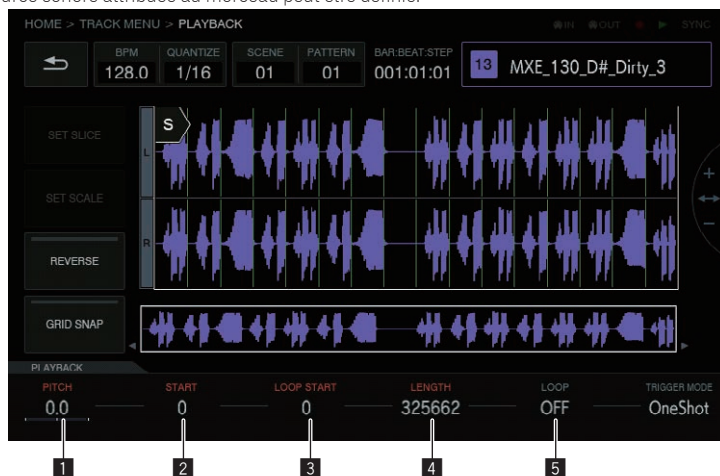 HOME > TRACK MENU > PLAYBACK IN OUT SYNC
BPM QUANTIZE SCENE PATTERN BAR:BEAT:STEP
128.0 1/16 01 01 001:01:01 13 MXE_130_D#_Dirty_3
SET SLICE
S
L
SET SCALE
+
-
REVERSE
R
GRID SNAP
PLAYBACK
PITCH START LOOP START LENGTH LOOP TRIGGER MODE
0.0 0 0 325662 OFF OneShot
1 2 3 4 5